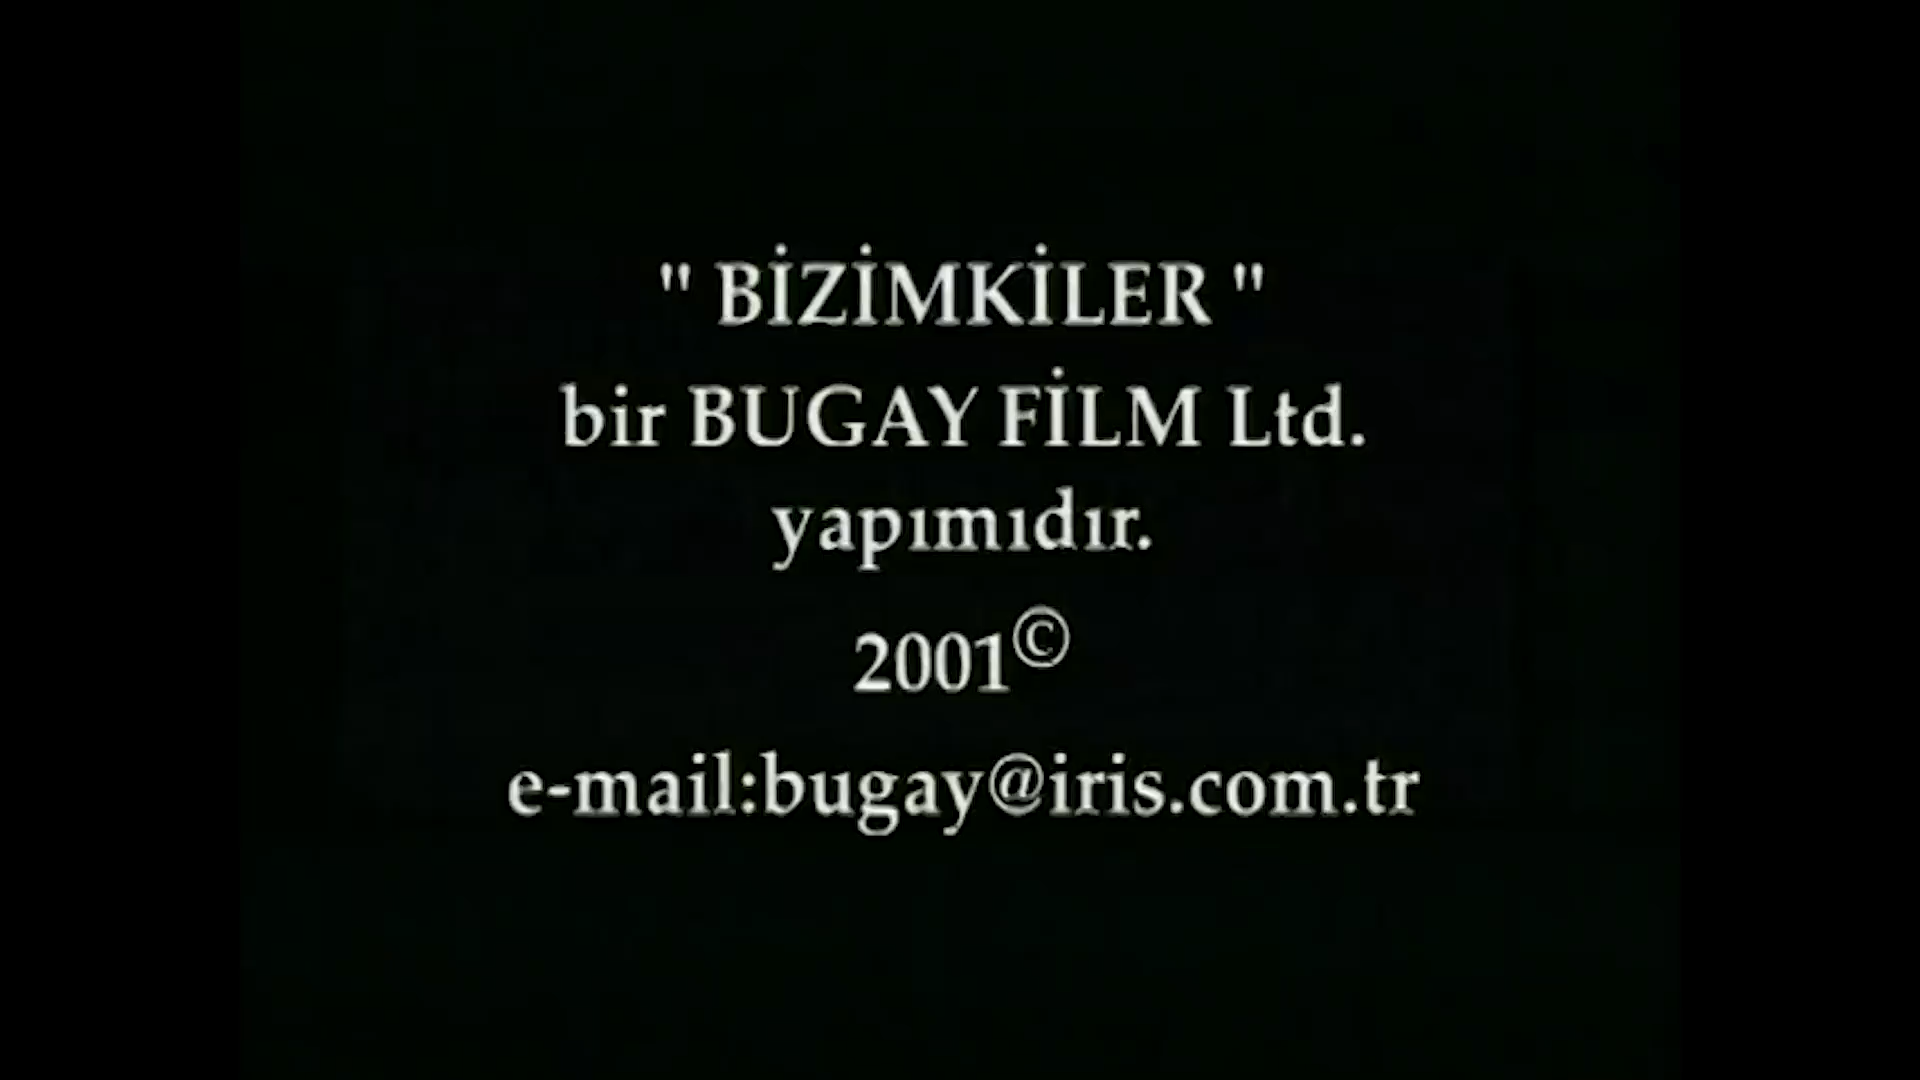 " BİZİMKİLER "
bir BUGAY FİLM Ltd.
yapımıdır.
2001©
e-mail:bugay@iris.com.tr